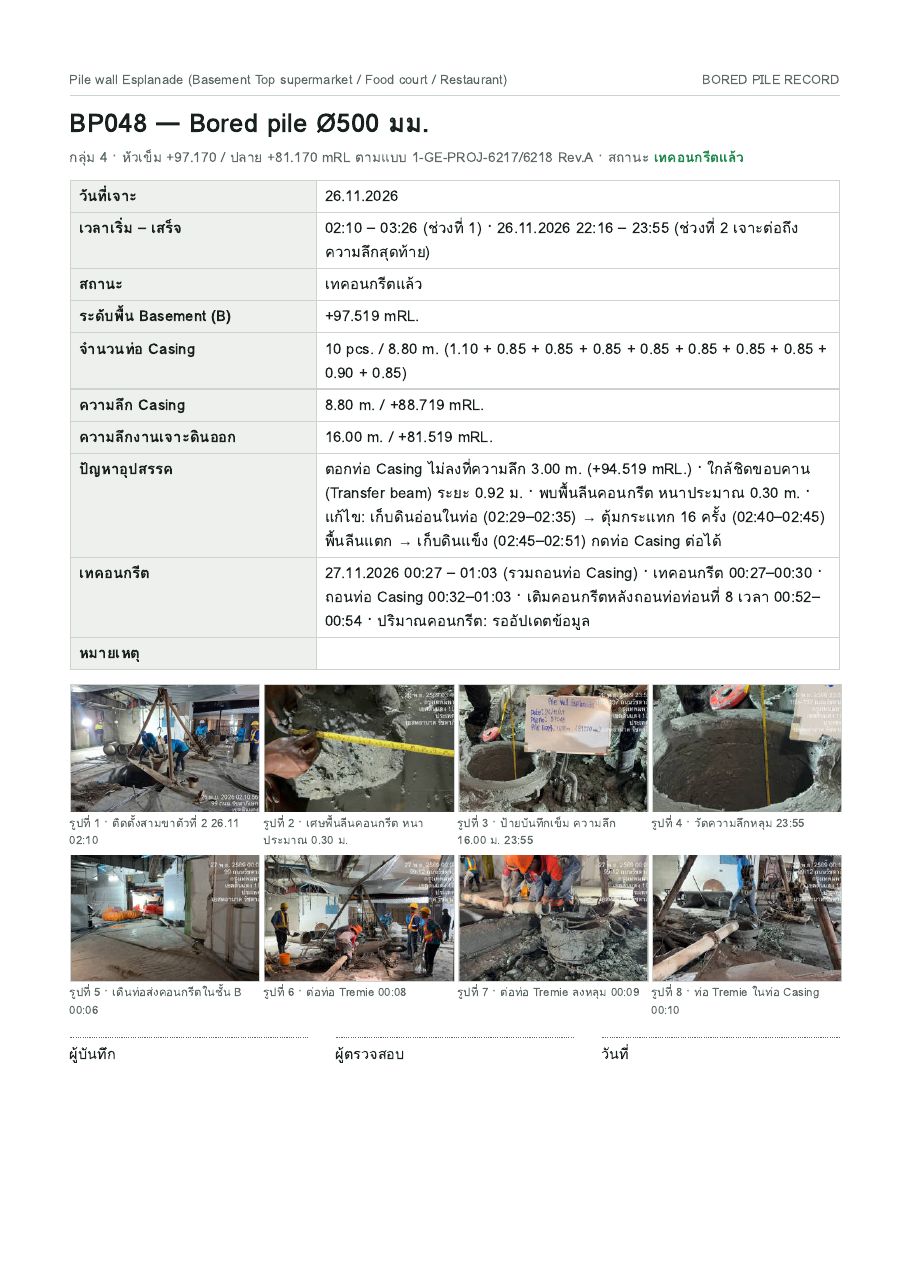 Pile wall Esplanade (Basement Top supermarket / Food court / Restaurant)
BORED PILE RECORD
BP048 — Bored pile Ø500 มม.
กลุ่ม 4 · หัวเข็ม +97.170 / ปลาย +81.170 mRL ตามแบบ 1-GE-PROJ-6217/6218 Rev.A · สถานะ เทคอนกรีตแล้ว
วันที่เจาะ
26.11.2026
เวลาเริ่ม – เสร็จ
02:10 – 03:26 (ช่วงที่ 1) · 26.11.2026 22:16 – 23:55 (ช่วงที่ 2 เจาะต่อถึง
ความลึกสุดท้าย)
สถานะ
เทคอนกรีตแล้ว
ระดับพื้น Basement (B)
+97.519 mRL.
จำนวนท่อ Casing
10 pcs. / 8.80 m. (1.10 + 0.85 + 0.85 + 0.85 + 0.85 + 0.85 + 0.85 + 0.85 +
0.90 + 0.85)
ความลึก Casing
8.80 m. / +88.719 mRL.
ความลึกงานเจาะดินออก
16.00 m. / +81.519 mRL.
ปัญหาอุปสรรค
ตอกท่อ Casing ไม่ลงที่ความลึก 3.00 m. (+94.519 mRL.) · ใกล้ชิดขอบคาน
(Transfer beam) ระยะ 0.92 ม. · พบพื้นลีนคอนกรีต หนาประมาณ 0.30 m. ·
แก้ไข: เก็บดินอ่อนในท่อ (02:29–02:35) → ตุ้มกระแทก 16 ครั้ง (02:40–02:45)
พื้นลีนแตก → เก็บดินแข็ง (02:45–02:51) กดท่อ Casing ต่อได้
เทคอนกรีต
27.11.2026 00:27 – 01:03 (รวมถอนท่อ Casing) · เทคอนกรีต 00:27–00:30 ·
ถอนท่อ Casing 00:32–01:03 · เติมคอนกรีตหลังถอนท่อท่อนที่ 8 เวลา 00:52–
00:54 · ปริมาณคอนกรีต: รออัปเดตข้อมูล
หมายเหตุ
Pile wall Esplanade
รูปที่ 1 · ติดตั้งสามขาตัวที่ 2 26.11
02:10
รูปที่ 2 · เศษพื้นลีนคอนกรีต หนา
ประมาณ 0.30 ม.
รูปที่ 3 · ป้ายบันทึกเข็ม ความลึก
16.00 ม. 23:55
รูปที่ 4 · วัดความลึกหลุม 23:55
รูปที่ 5 · เดินท่อส่งคอนกรีตในชั้น B
00:06
รูปที่ 6 · ต่อท่อ Tremie 00:08
รูปที่ 7 · ต่อท่อ Tremie ลงหลุม 00:09
รูปที่ 8 · ท่อ Tremie ในท่อ Casing
00:10
ผู้บันทึก
ผู้ตรวจสอบ
วันที่